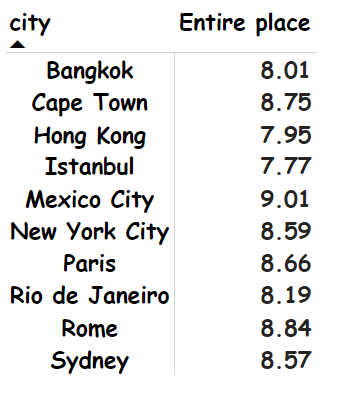 city Entire place
Bangkok 8.01
Cape Town 8.75
Hong Kong 7.95
Istanbul 7.77
Mexico City 9.01
New York City 8.59
Paris 8.66
Rio de Janeiro 8.19
Rome 8.84
Sydney 8.57